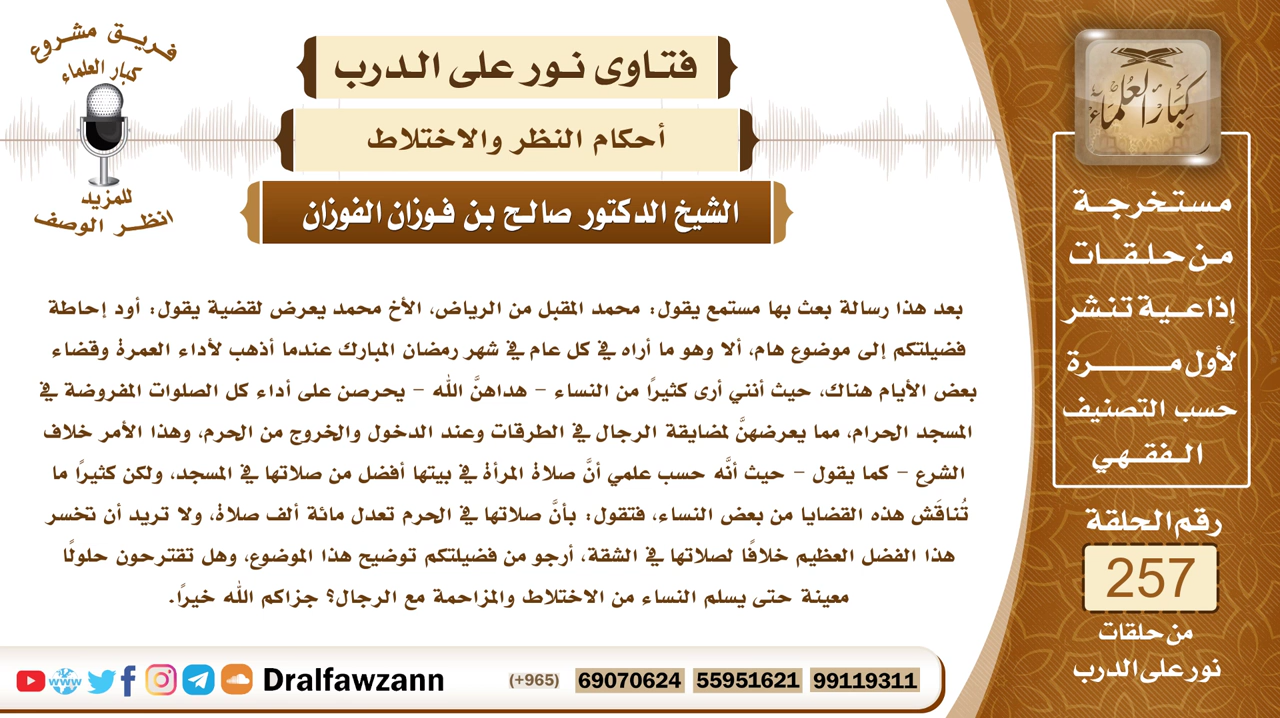 فريق مشروع
كبار العلماء
للمزيد
انظر الوصف
فتاوى نور على الدرب
أحكام النظر والاختلاط
الشيخ الدكتور صالح بن فوزان الفوزان
بعد هذا رسالة بعث بها مستمع يقول: محمد المقبل من الرياض، الأخ محمد يعرض لقضية يقول: أود إحاطة
فضيلتكم إلى موضوع هام، ألا وهو ما أراه في كل عام في شهر رمضان المبارك عندما أذهب لأداء العمرة وقضاء
بعض الأيام هناك، حيث أنني أرى كثيرًا من النساء - هداهنَّ الله - يحرصن على أداء كل الصلوات المفروضة في
المسجد الحرام، مما يعرضهنَّ لمضايقة الرجال في الطرقات وعند الدخول والخروج من الحرم، وهذا الأمر خلاف
الشرع - كما يقول - حيث أنَّه حسب علمي أنَّ صلاة المرأة في بيتها أفضل من صلاتها في المسجد، ولكن كثيرًا ما
تُناقَش هذه القضايا من بعض النساء، فتقول: بأنَّ صلاتها في الحرم تعدل مائة ألف صلاة، ولا تريد أن تخسر
هذا الفضل العظيم خلافًا لصلاتها في الشقة، أرجو من فضيلتكم توضيح هذا الموضوع، وهل تقترحون حلولًا
معينة حتى يسلم النساء من الاختلاط والمزاحمة مع الرجال؟ جزاكم الله خيرًا.
كبار العلماء
مستخرجة
من حلقات
إذاعية تنشر
لأول مرة
حسب التصنيف
الفقهي
رقم الحلقة
257
من حلقات
نور على الدرب
www Dralfawzann (+965) 69070624 55951621 99119311